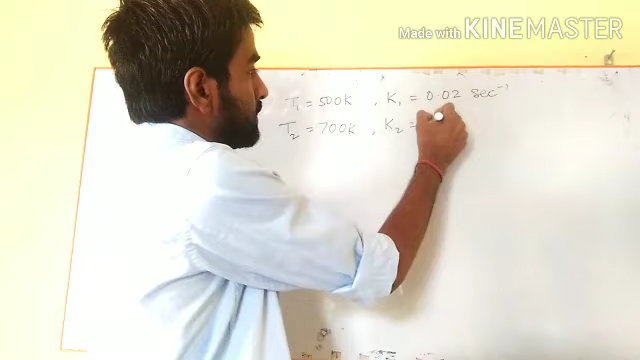 Made with KINEMASTER
T₁ = 500K , K₁ = 0.02 sec⁻¹
T₂ = 700K , K₂ =